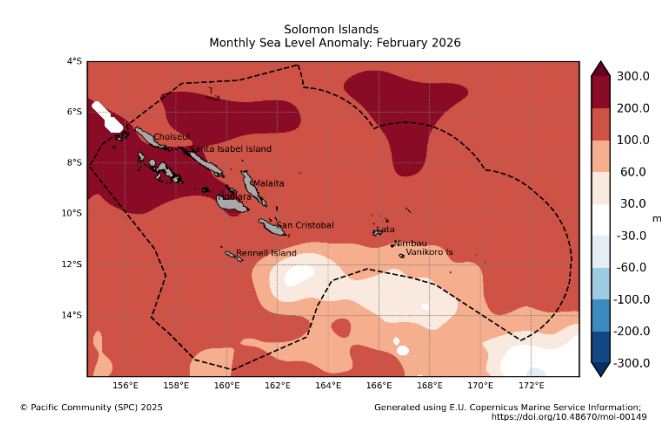 Solomon Islands
Monthly Sea Level Anomaly: February 2026
4°S
6°S
8°S
10°S
12°S
14°S
156°E
158°E
160°E
162°E
164°E
166°E
168°E
170°E
172°E
Choiseul
Santa Isabel Island
Malaita
Honiara
San Cristobal
Rennell Island
Lata
Nimbau
Vanikoro Is
300.0
200.0
100.0
60.0
30.0
-30.0
-60.0
-100.0
-200.0
-300.0
m
© Pacific Community (SPC) 2025
Generated using E.U. Copernicus Marine Service Information;
https://doi.org/10.48670/moi-00149